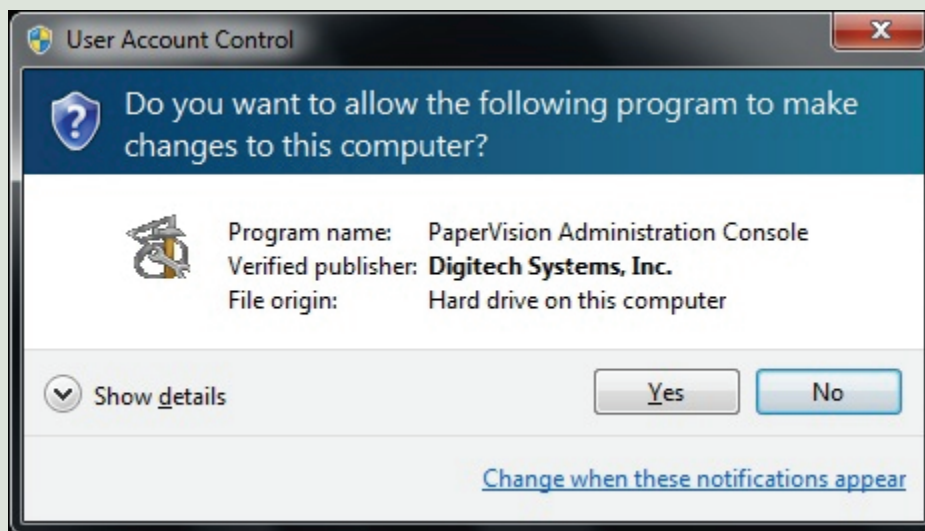 User Account Control
Do you want to allow the following program to make
changes to this computer?
Program name: PaperVision Administration Console
Verified publisher: Digitech Systems, Inc.
File origin: Hard drive on this computer
Show details
Yes
No
Change when these notifications appear